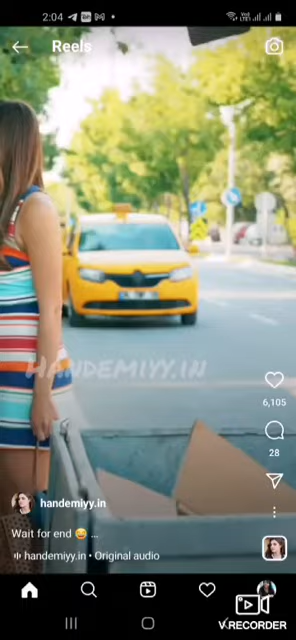 2:04
Reels
HANDEMIYY.IN
6,105
28
handemiyy.in
Wait for end 😅 ...
handemiyy.in • Original audio
V RECORDER